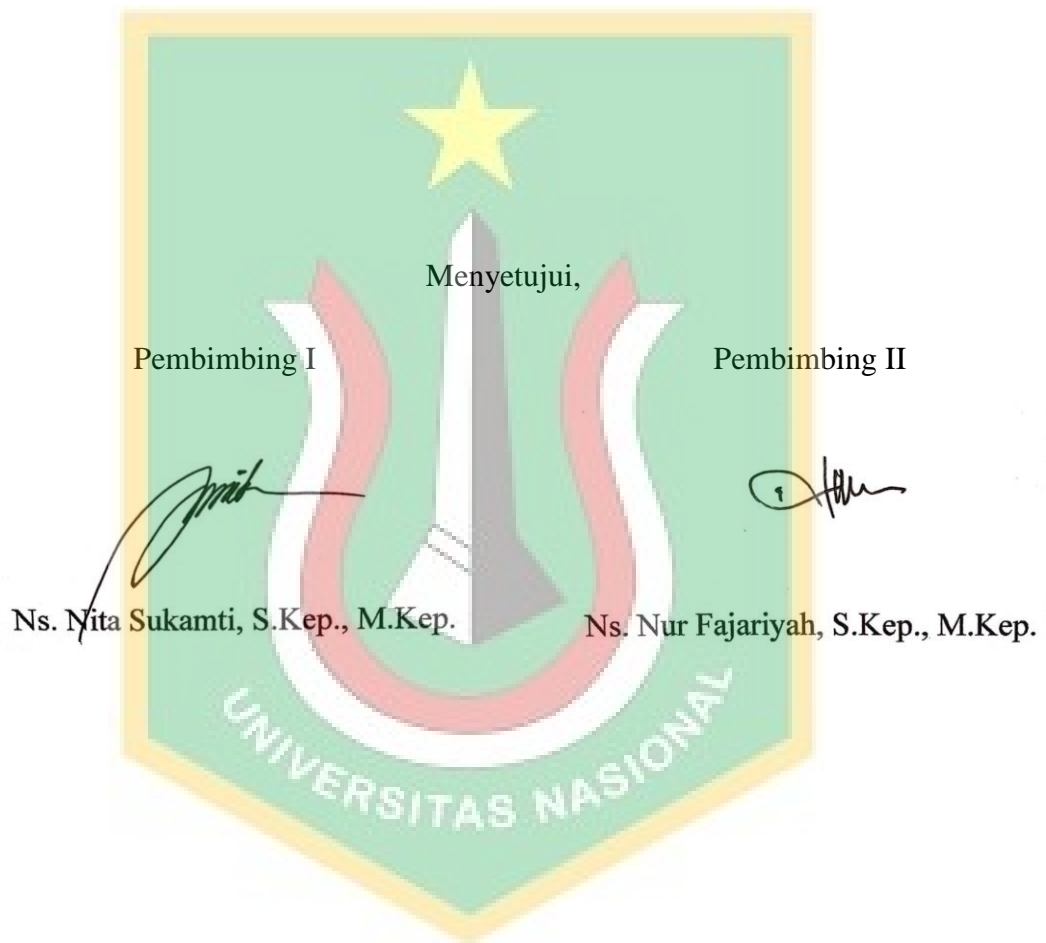 Menyetujui,
Pembimbing I
Pembimbing II
Ns. Nita Sukamti, S.Kep., M.Kep.
Ns. Nur Fajariyah, S.Kep., M.Kep.
UNIVERSITAS NASIONAL